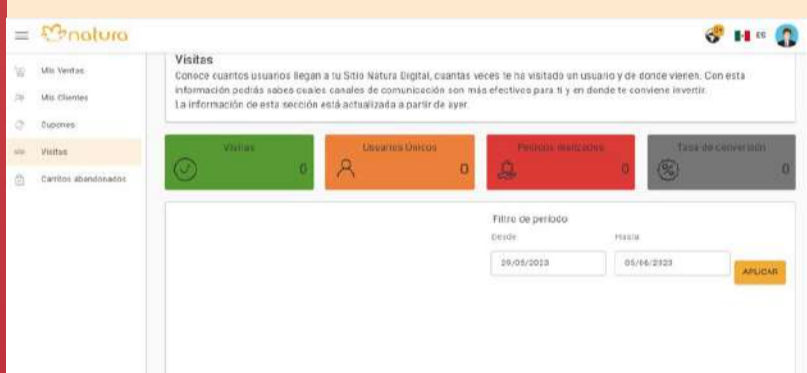 natura
ES
Mis Ventas
Mis Clientes
Cupones
Visitas
Carritos abandonados
Visitas
Conoce cuantos usuarios llegan a tu Sitio Natura Digital, cuantas veces te ha visitado un usuario y de donde vienen. Con esta
información podrás sabes cuales canales de comunicación son más efectivos para ti y en donde te conviene invertir.
La información de esta sección está actualizada a partir de ayer.
Visitas
0
Usuarios Únicos
0
Pedidos realizados
0
Tasa de conversión
0
Filtro de período
Desde
Hasta
29/05/2023
05/06/2023
APLICAR